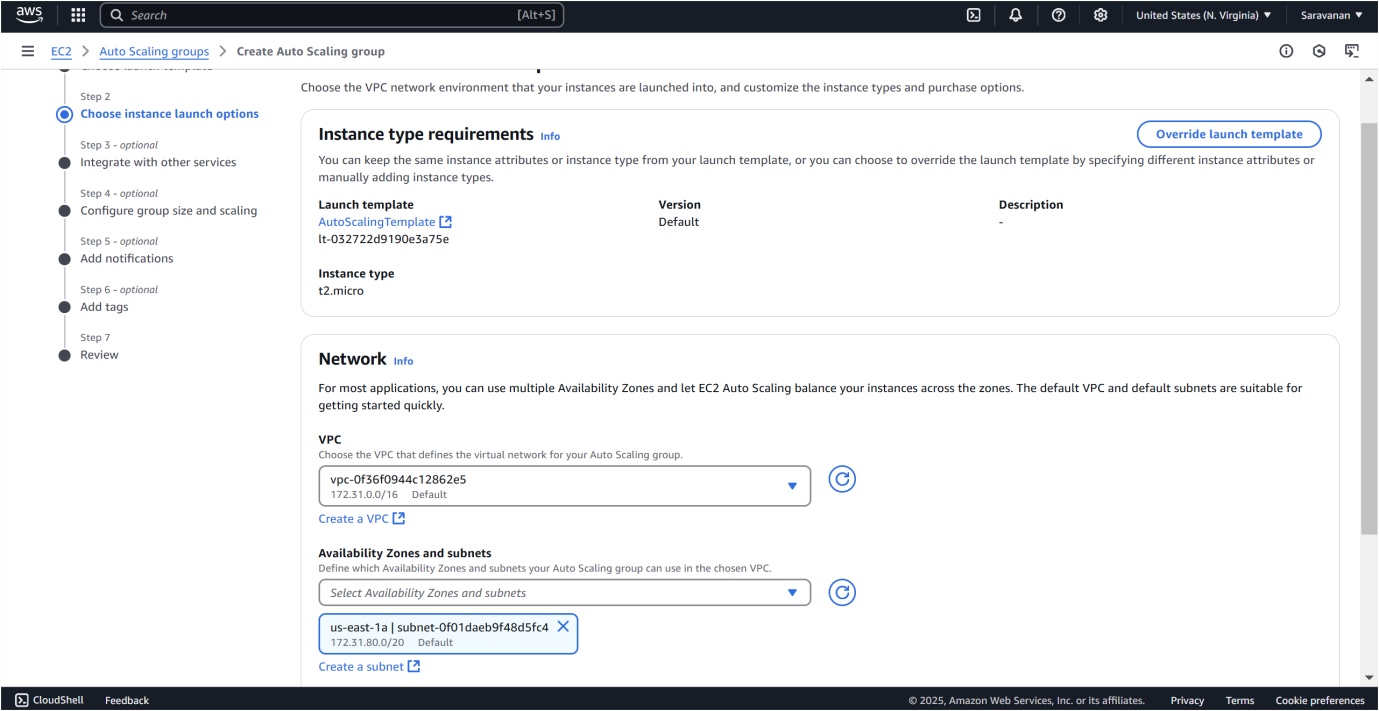 aws
Search
[Alt+S]
United States (N. Virginia)
Saravanan
EC2
Auto Scaling groups
Create Auto Scaling group
Choose launch template
Step 2
Choose instance launch options
Step 3 - optional
Integrate with other services
Step 4 - optional
Configure group size and scaling
Step 5 - optional
Add notifications
Step 6 - optional
Add tags
Step 7
Review
Choose the VPC network environment that your instances are launched into, and customize the instance types and purchase options.
Instance type requirements Info
Override launch template
You can keep the same instance attributes or instance type from your launch template, or you can choose to override the launch template by specifying different instance attributes or
manually adding instance types.
Launch template
AutoScalingTemplate
lt-032722d9190e3a75e
Version
Default
Description
-
Instance type
t2.micro
Network Info
For most applications, you can use multiple Availability Zones and let EC2 Auto Scaling balance your instances across the zones. The default VPC and default subnets are suitable for
getting started quickly.
VPC
Choose the VPC that defines the virtual network for your Auto Scaling group.
vpc-0f36f0944c12862e5
172.31.0.0/16 Default
Create a VPC
Availability Zones and subnets
Define which Availability Zones and subnets your Auto Scaling group can use in the chosen VPC.
Select Availability Zones and subnets
us-east-1a | subnet-0f01daeb9f48d5fc4
172.31.80.0/20 Default
Create a subnet
CloudShell
Feedback
© 2025, Amazon Web Services, Inc. or its affiliates.
Privacy
Terms
Cookie preferences